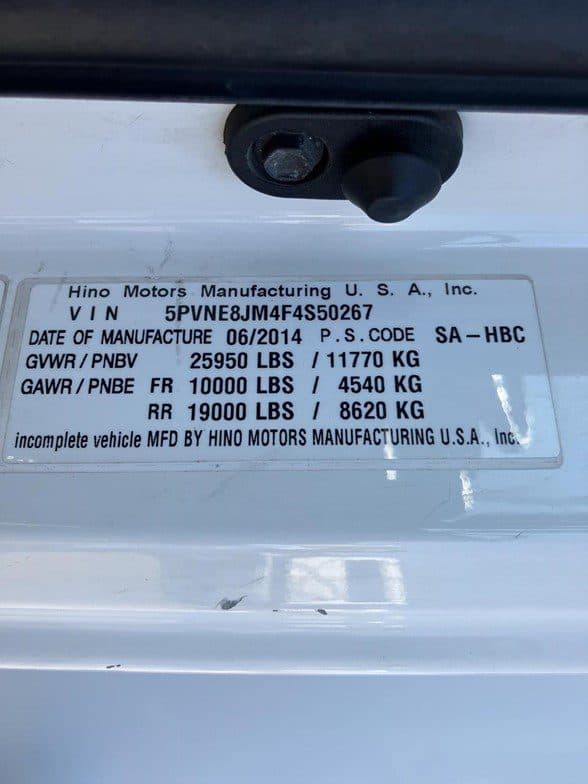 Hino Motors Manufacturing U. S. A., Inc.
V I N 5PVNE8JM4F4S50267
DATE OF MANUFACTURE 06/2014 P.S.CODE SA-HBC
GVWR / PNBV 25950 LBS / 11770 KG
GAWR / PNBE FR 10000 LBS / 4540 KG
RR 19000 LBS / 8620 KG
incomplete vehicle MFD BY HINO MOTORS MANUFACTURING U.S.A., Inc.